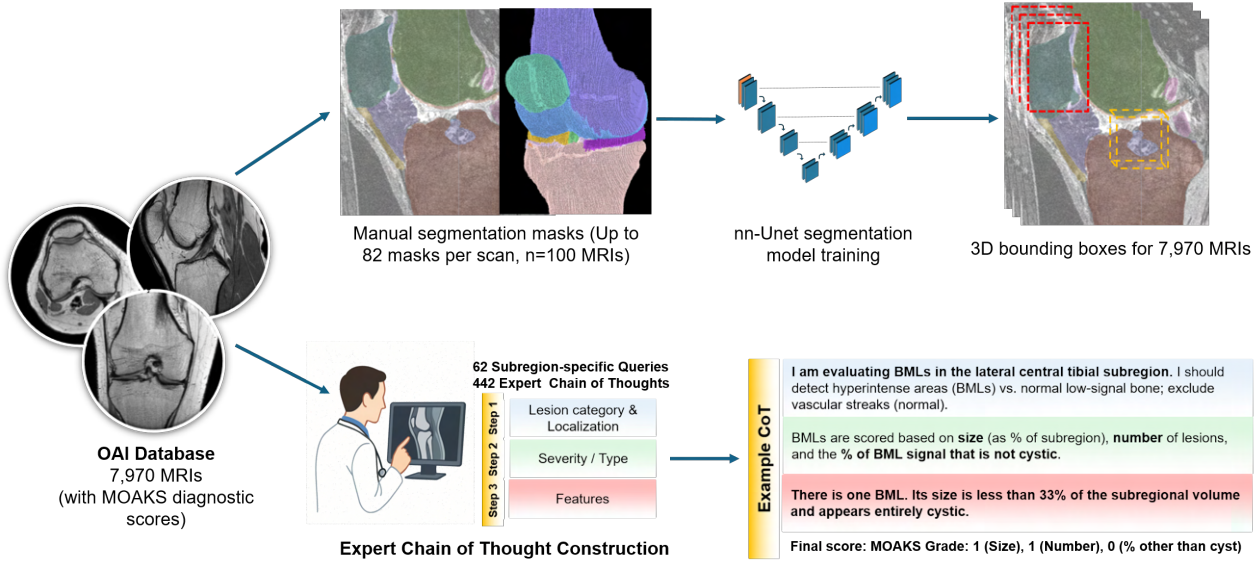 Manual segmentation masks (Up to
82 masks per scan, n=100 MRIs)
nn-Unet segmentation
model training
3D bounding boxes for 7,970 MRIs
OAI Database
7,970 MRIs
(with MOAKS diagnostic
scores)
62 Subregion-specific Queries
442 Expert Chain of Thoughts
Step 1
Lesion category &
Localization
Step 2
Severity / Type
Step 3
Features
Expert Chain of Thought Construction
Example CoT
I am evaluating BMLs in the lateral central tibial subregion. I should
detect hyperintense areas (BMLs) vs. normal low-signal bone; exclude
vascular streaks (normal).
BMLs are scored based on size (as % of subregion), number of lesions,
and the % of BML signal that is not cystic.
There is one BML. Its size is less than 33% of the subregional volume
and appears entirely cystic.
Final score: MOAKS Grade: 1 (Size), 1 (Number), 0 (% other than cyst)